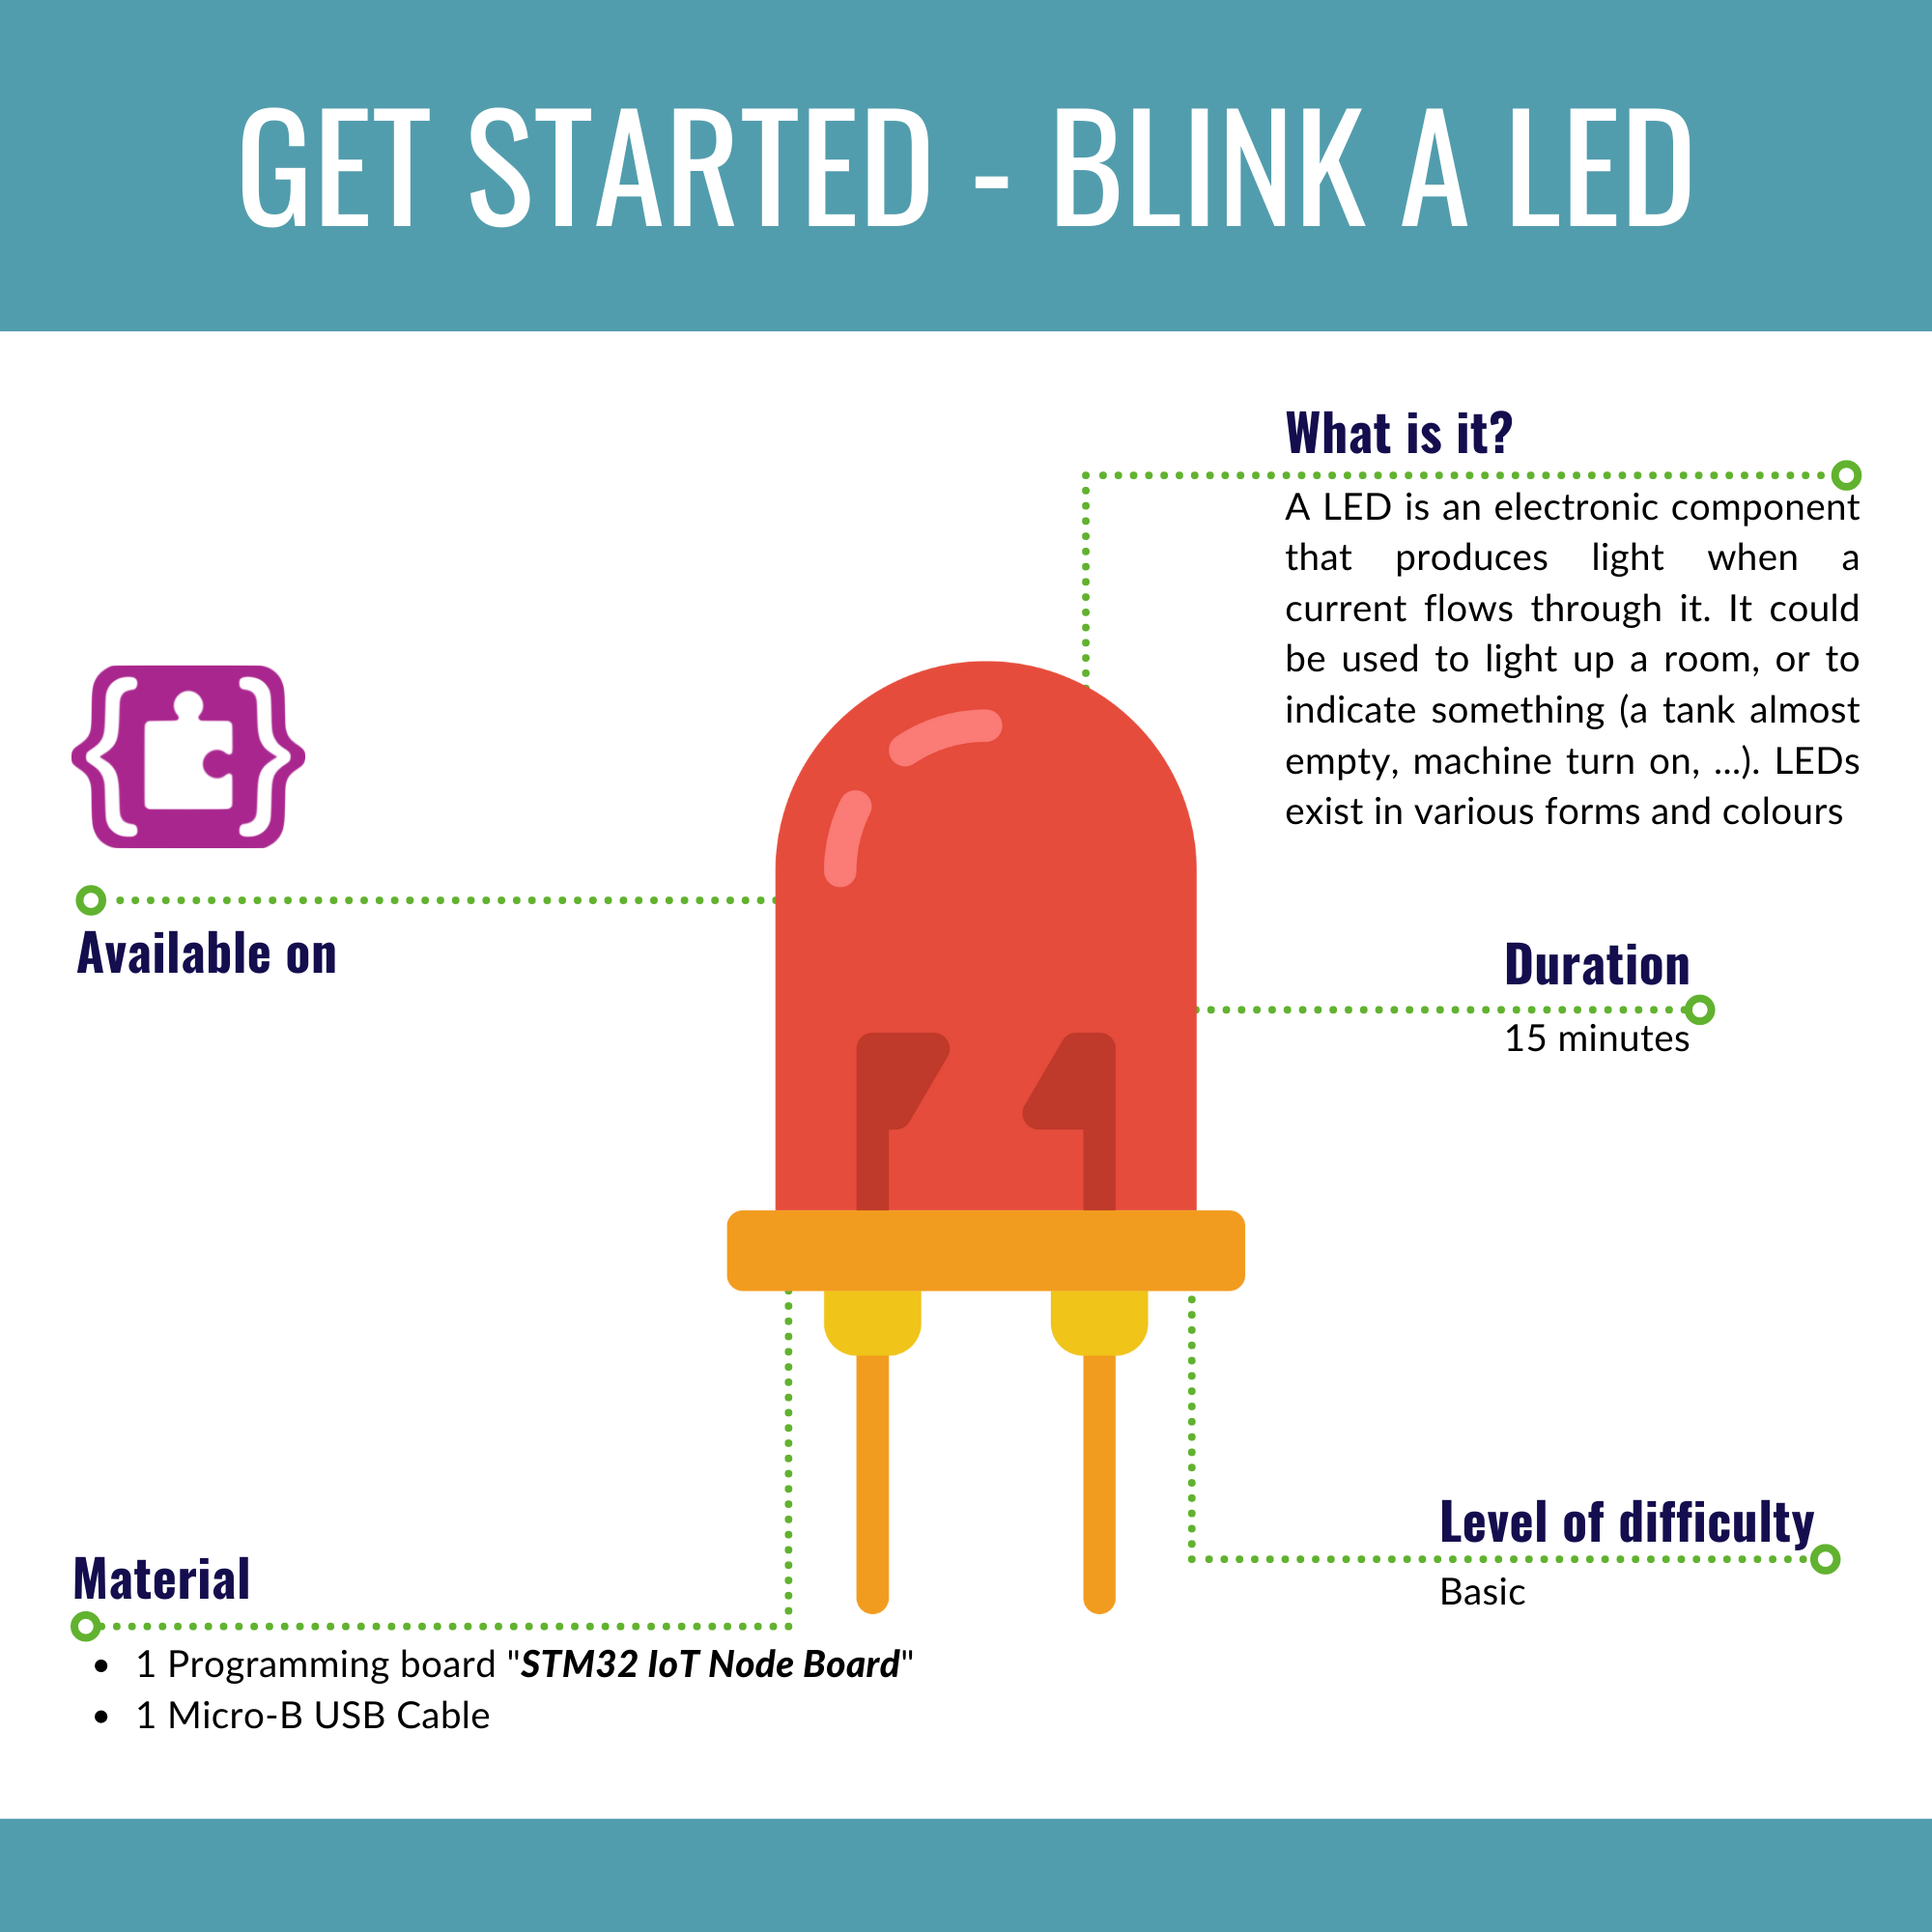 GET STARTED - BLINK A LED
What is it?
A LED is an electronic component
that produces light when a
current flows through it. It could
be used to light up a room, or to
indicate something (a tank almost
empty, machine turn on, ...). LEDs
exist in various forms and colours
Available on
Duration
15 minutes
Level of difficulty
Basic
Material
• 1 Programming board "STM32 IoT Node Board"
• 1 Micro-B USB Cable